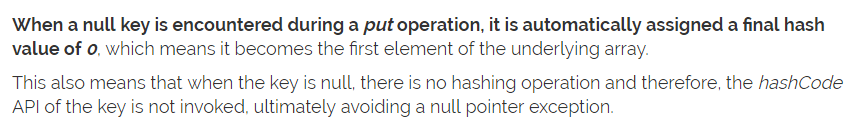 When a null key is encountered during a put operation, it is automatically assigned a final hash
value of 0, which means it becomes the first element of the underlying array.
This also means that when the key is null, there is no hashing operation and therefore, the hashCode
API of the key is not invoked, ultimately avoiding a null pointer exception.